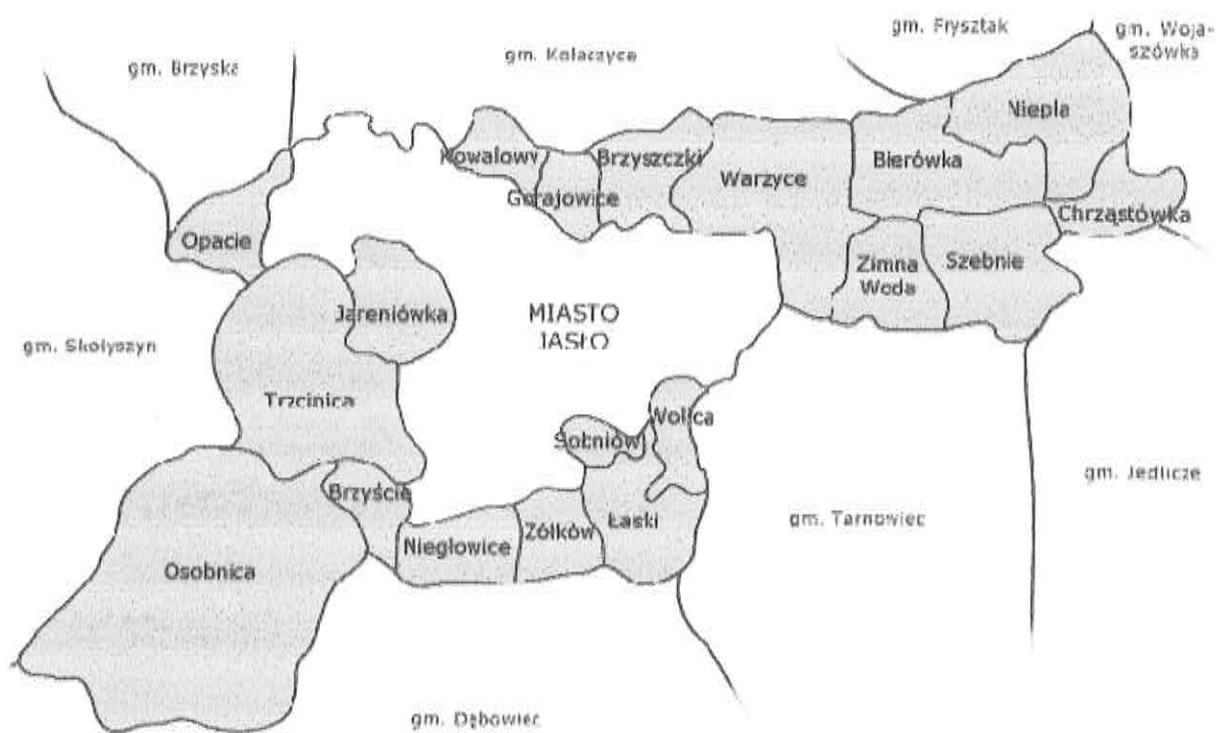 gm. Frysztak
gm. Woja-
szówka
gm. Brzyska
gm. Kołaczyce
Niepla
Kowalowy
Brzyszczki
Bierówka
Warzyce
Gorajowice
Chrząstówka
Opacie
Zimna
Woda
Szebnie
Jareniówka
MIASTO
JASŁO
gm. Skołyszyn
Trzcinica
Wolica
Sobniów
gm. Jedlicze
Brzyście
gm. Tarnowiec
Łaski
Żółków
Niegłowice
Osobnica
gm. Dębowiec